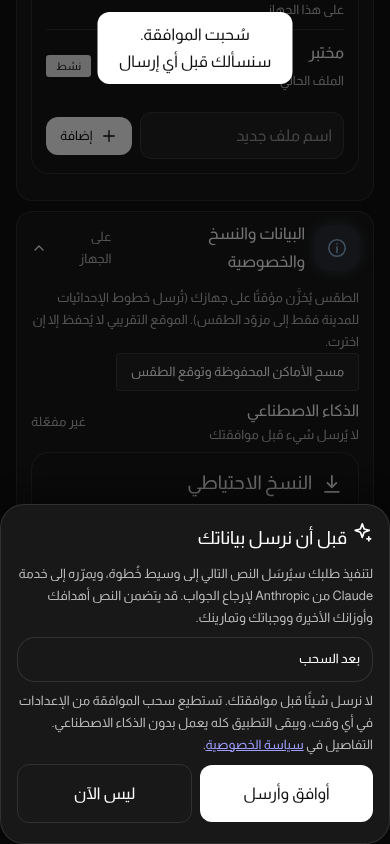 على هذا الجهاز
سُحبت الموافقة.
سنسألك قبل أي إرسال
مختبر
نشط
الملف الحالي
اسم ملف جديد
إضافة
البيانات والنسخ والخصوصية
على الجهاز
الطقس يُخزَّن مؤقتًا على جهازك (تُرسل خطوط الإحداثيات
للمدينة فقط إلى مزوّد الطقس). الموقع التقريبي لا يُحفظ إلا إن
اخترت.
مسح الأماكن المحفوظة وتوقع الطقس
الذكاء الاصطناعي
غير مفعّلة
لا يُرسل شيء قبل موافقتك
النسخ الاحتياطي
قبل أن نرسل بياناتك
لتنفيذ طلبك سيُرسَل النص التالي إلى وسيط خُطوة، ويمرّره إلى خدمة
Claude من Anthropic لإرجاع الجواب. قد يتضمن النص أهدافك
وأوزانك الأخيرة ووجباتك وتمارينك.
بعد السحب
لا نرسل شيئًا قبل موافقتك. تستطيع سحب الموافقة من الإعدادات
في أي وقت، ويبقى التطبيق كله يعمل بدون الذكاء الاصطناعي.
التفاصيل في سياسة الخصوصية.
أوافق وأرسل
ليس الآن